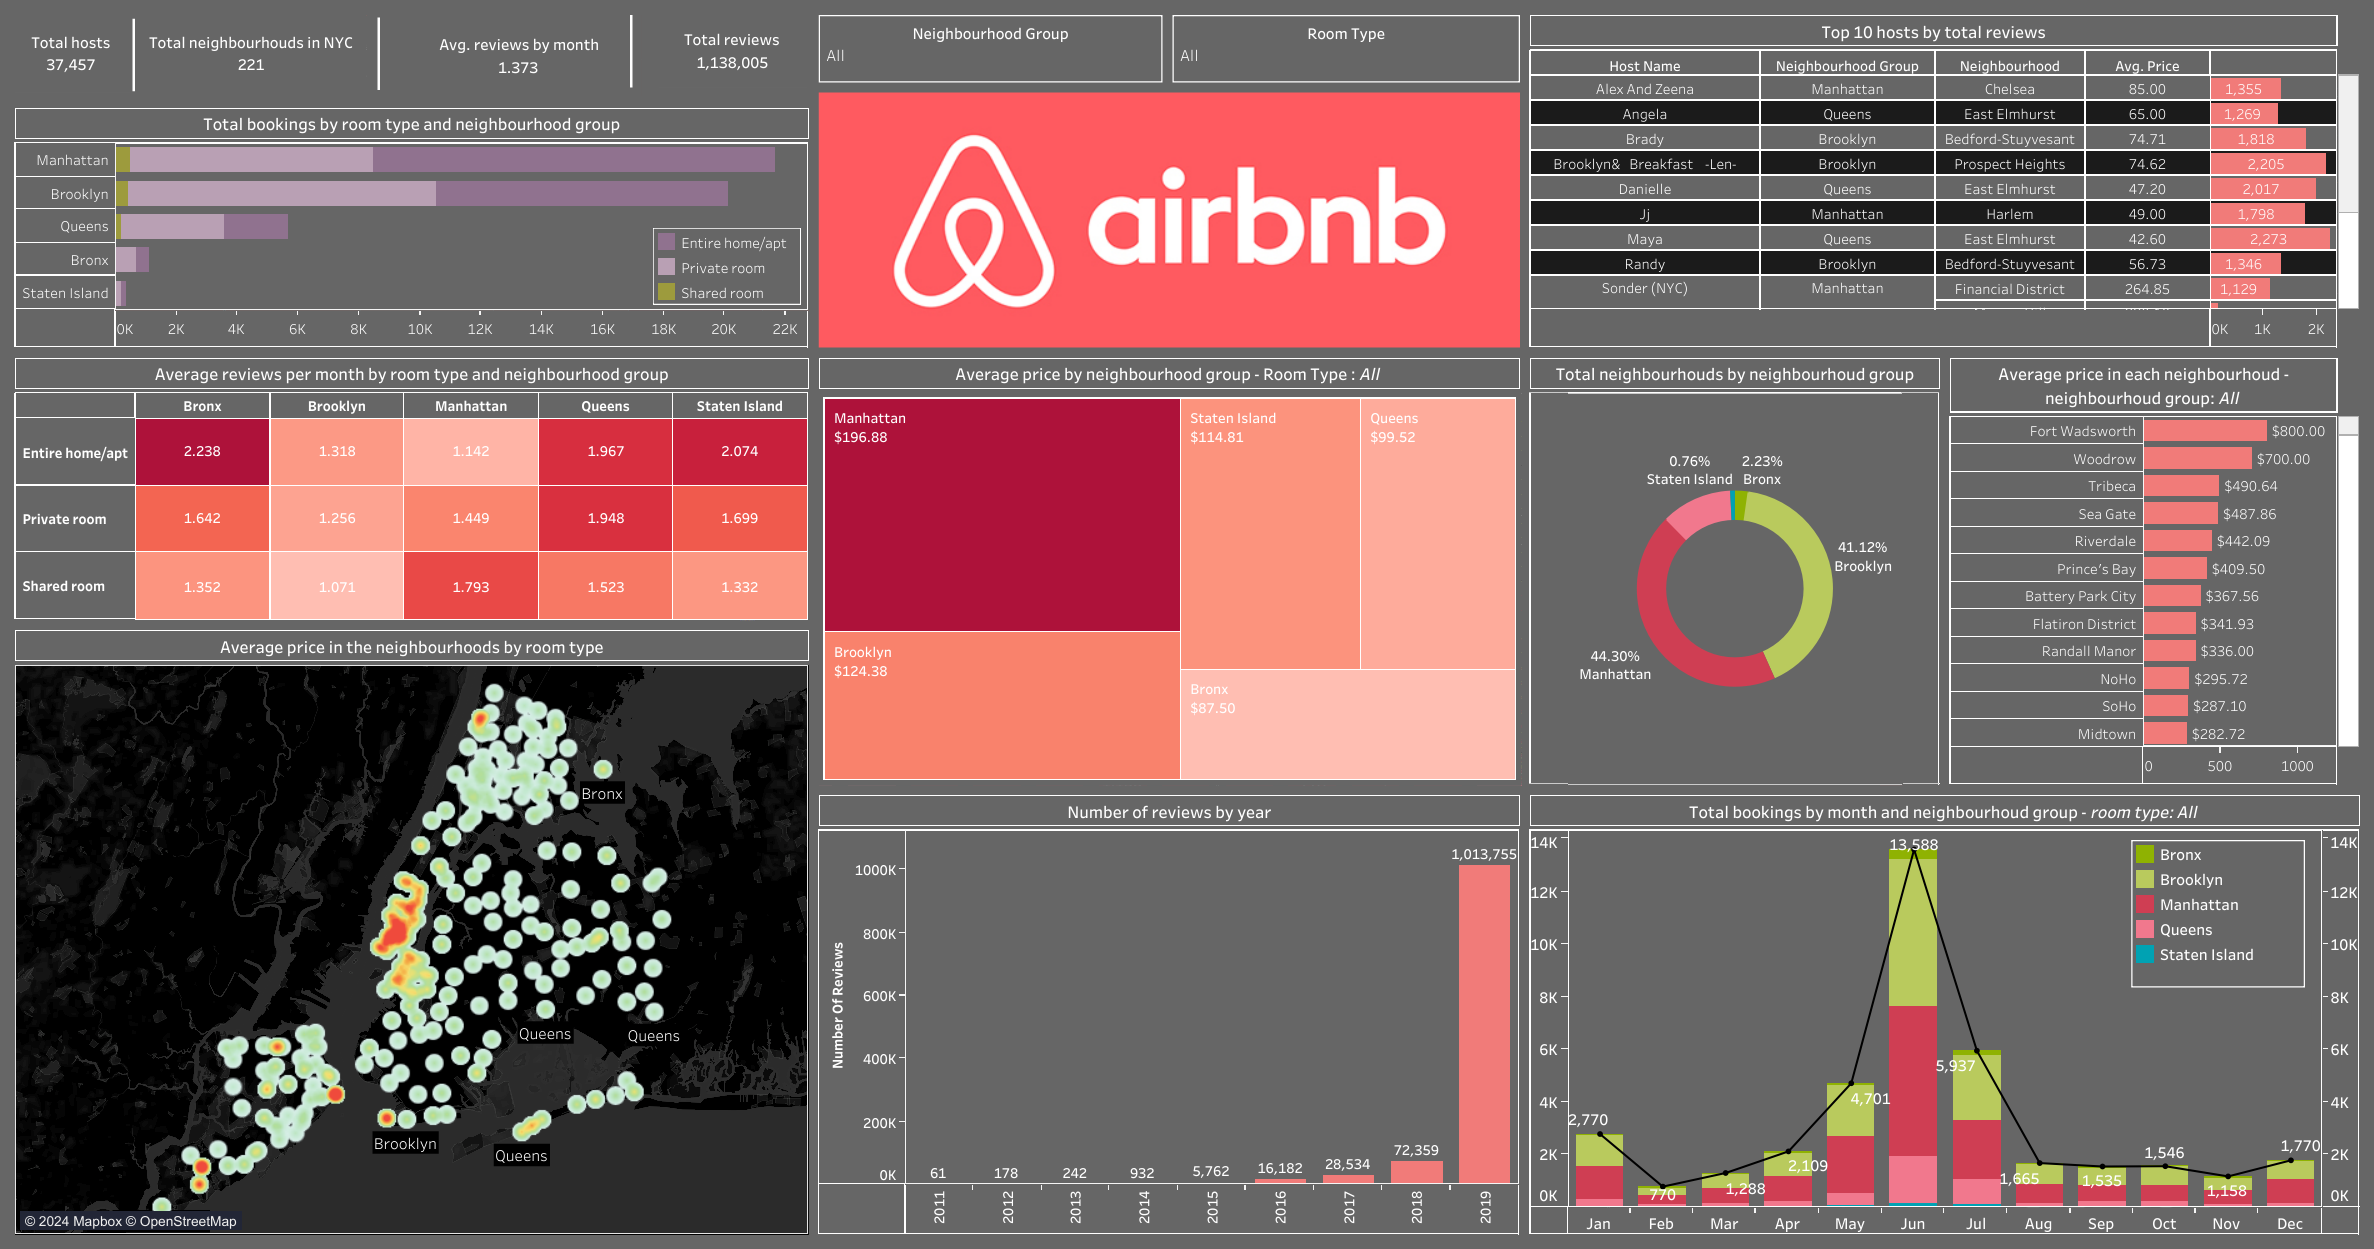 Total hosts
37,457
Total neighbourhouds in NYC
221
Avg. reviews by month
1.373
Total reviews
1,138,005
Neighbourhood Group
All
Room Type
All
Total bookings by room type and neighbourhood group
Manhattan
Brooklyn
Queens
Bronx
Staten Island
Entire home/apt
Private room
Shared room
0K 2K 4K 6K 8K 10K 12K 14K 16K 18K 20K 22K
airbnb
Top 10 hosts by total reviews
Host Name Neighbourhood Group Neighbourhood Avg. Price
Alex And Zeena Manhattan Chelsea 85.00 1,355
Angela Queens East Elmhurst 65.00 1,269
Brady Brooklyn Bedford-Stuyvesant 74.71 1,818
Brooklyn& Breakfast -Len- Brooklyn Prospect Heights 74.62 2,205
Danielle Queens East Elmhurst 47.20 2,017
Jj Manhattan Harlem 49.00 1,798
Maya Queens East Elmhurst 42.60 2,273
Randy Brooklyn Bedford-Stuyvesant 56.73 1,346
Sonder (NYC) Manhattan Financial District 264.85 1,129
0K 1K 2K
Average reviews per month by room type and neighbourhood group
Bronx Brooklyn Manhattan Queens Staten Island
Entire home/apt 2.238 1.318 1.142 1.967 2.074
Private room 1.642 1.256 1.449 1.948 1.699
Shared room 1.352 1.071 1.793 1.523 1.332
Average price by neighbourhood group - Room Type : All
Manhattan
$196.88
Staten Island
$114.81
Queens
$99.52
Brooklyn
$124.38
Bronx
$87.50
Total neighbourhouds by neighbourhoud group
0.76%
Staten Island
2.23%
Bronx
41.12%
Brooklyn
44.30%
Manhattan
Average price in each neighbourhoud -
neighbourhoud group: All
Fort Wadsworth $800.00
Woodrow $700.00
Tribeca $490.64
Sea Gate $487.86
Riverdale $442.09
Prince's Bay $409.50
Battery Park City $367.56
Flatiron District $341.93
Randall Manor $336.00
NoHo $295.72
SoHo $287.10
Midtown $282.72
0 500 1000
Average price in the neighbourhoods by room type
Bronx
Queens
Queens
Brooklyn
Queens
© 2024 Mapbox © OpenStreetMap
Number of reviews by year
Number Of Reviews
1000K
800K
600K
400K
200K
0K
61 178 242 932 5,762 16,182 28,534 72,359 1,013,755
2011 2012 2013 2014 2015 2016 2017 2018 2019
Total bookings by month and neighbourhoud group - room type: All
14K 14K
12K 12K
10K 10K
8K 8K
6K 6K
4K 4K
2K 2K
0K 0K
Bronx
Brooklyn
Manhattan
Queens
Staten Island
2,770 770 1,288 2,109 4,701 13,588 5,937 1,665 1,535 1,546 1,158 1,770
Jan Feb Mar Apr May Jun Jul Aug Sep Oct Nov Dec